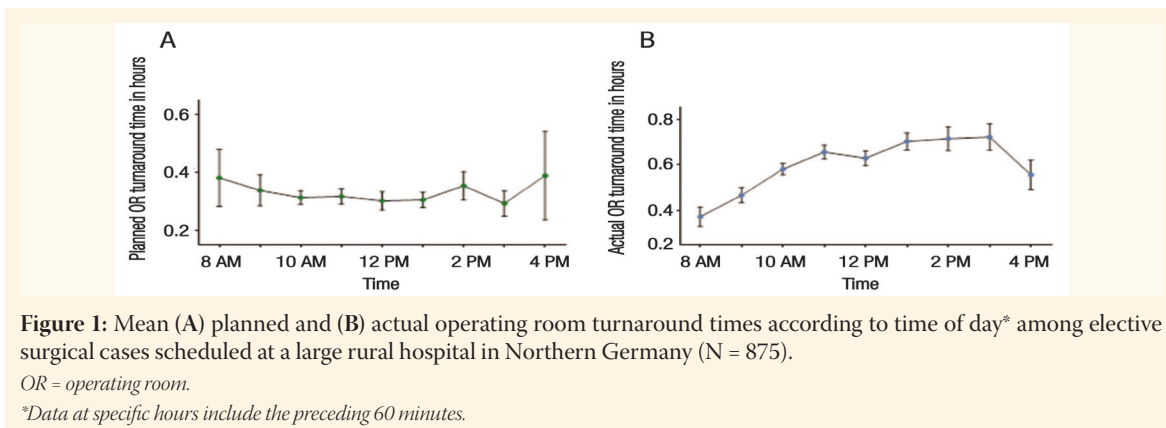 A
B
Planned OR turnaround time in hours
0.6
0.4
0.2
8 AM 10 AM 12 PM 2 PM 4 PM
Time
Actual OR turnaround time in hours
0.8
0.6
0.4
0.2
8 AM 10 AM 12 PM 2 PM 4 PM
Time
Figure 1: Mean (A) planned and (B) actual operating room turnaround times according to time of day* among elective
surgical cases scheduled at a large rural hospital in Northern Germany (N = 875).
OR = operating room.
*Data at specific hours include the preceding 60 minutes.